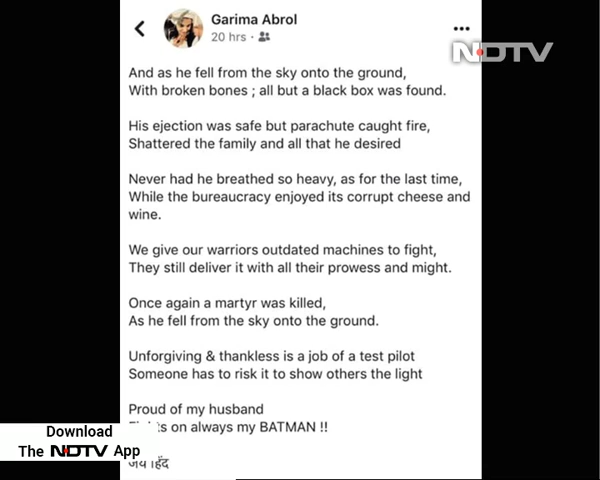 Garima Abrol
20 hrs ·
NDTV
And as he fell from the sky onto the ground,
With broken bones ; all but a black box was found.
His ejection was safe but parachute caught fire,
Shattered the family and all that he desired
Never had he breathed so heavy, as for the last time,
While the bureaucracy enjoyed its corrupt cheese and
wine.
We give our warriors outdated machines to fight,
They still deliver it with all their prowess and might.
Once again a martyr was killed,
As he fell from the sky onto the ground.
Unforgiving & thankless is a job of a test pilot
Someone has to risk it to show others the light
Proud of my husband
on always my BATMAN !!
जय हिंद
Download
The NDTV App